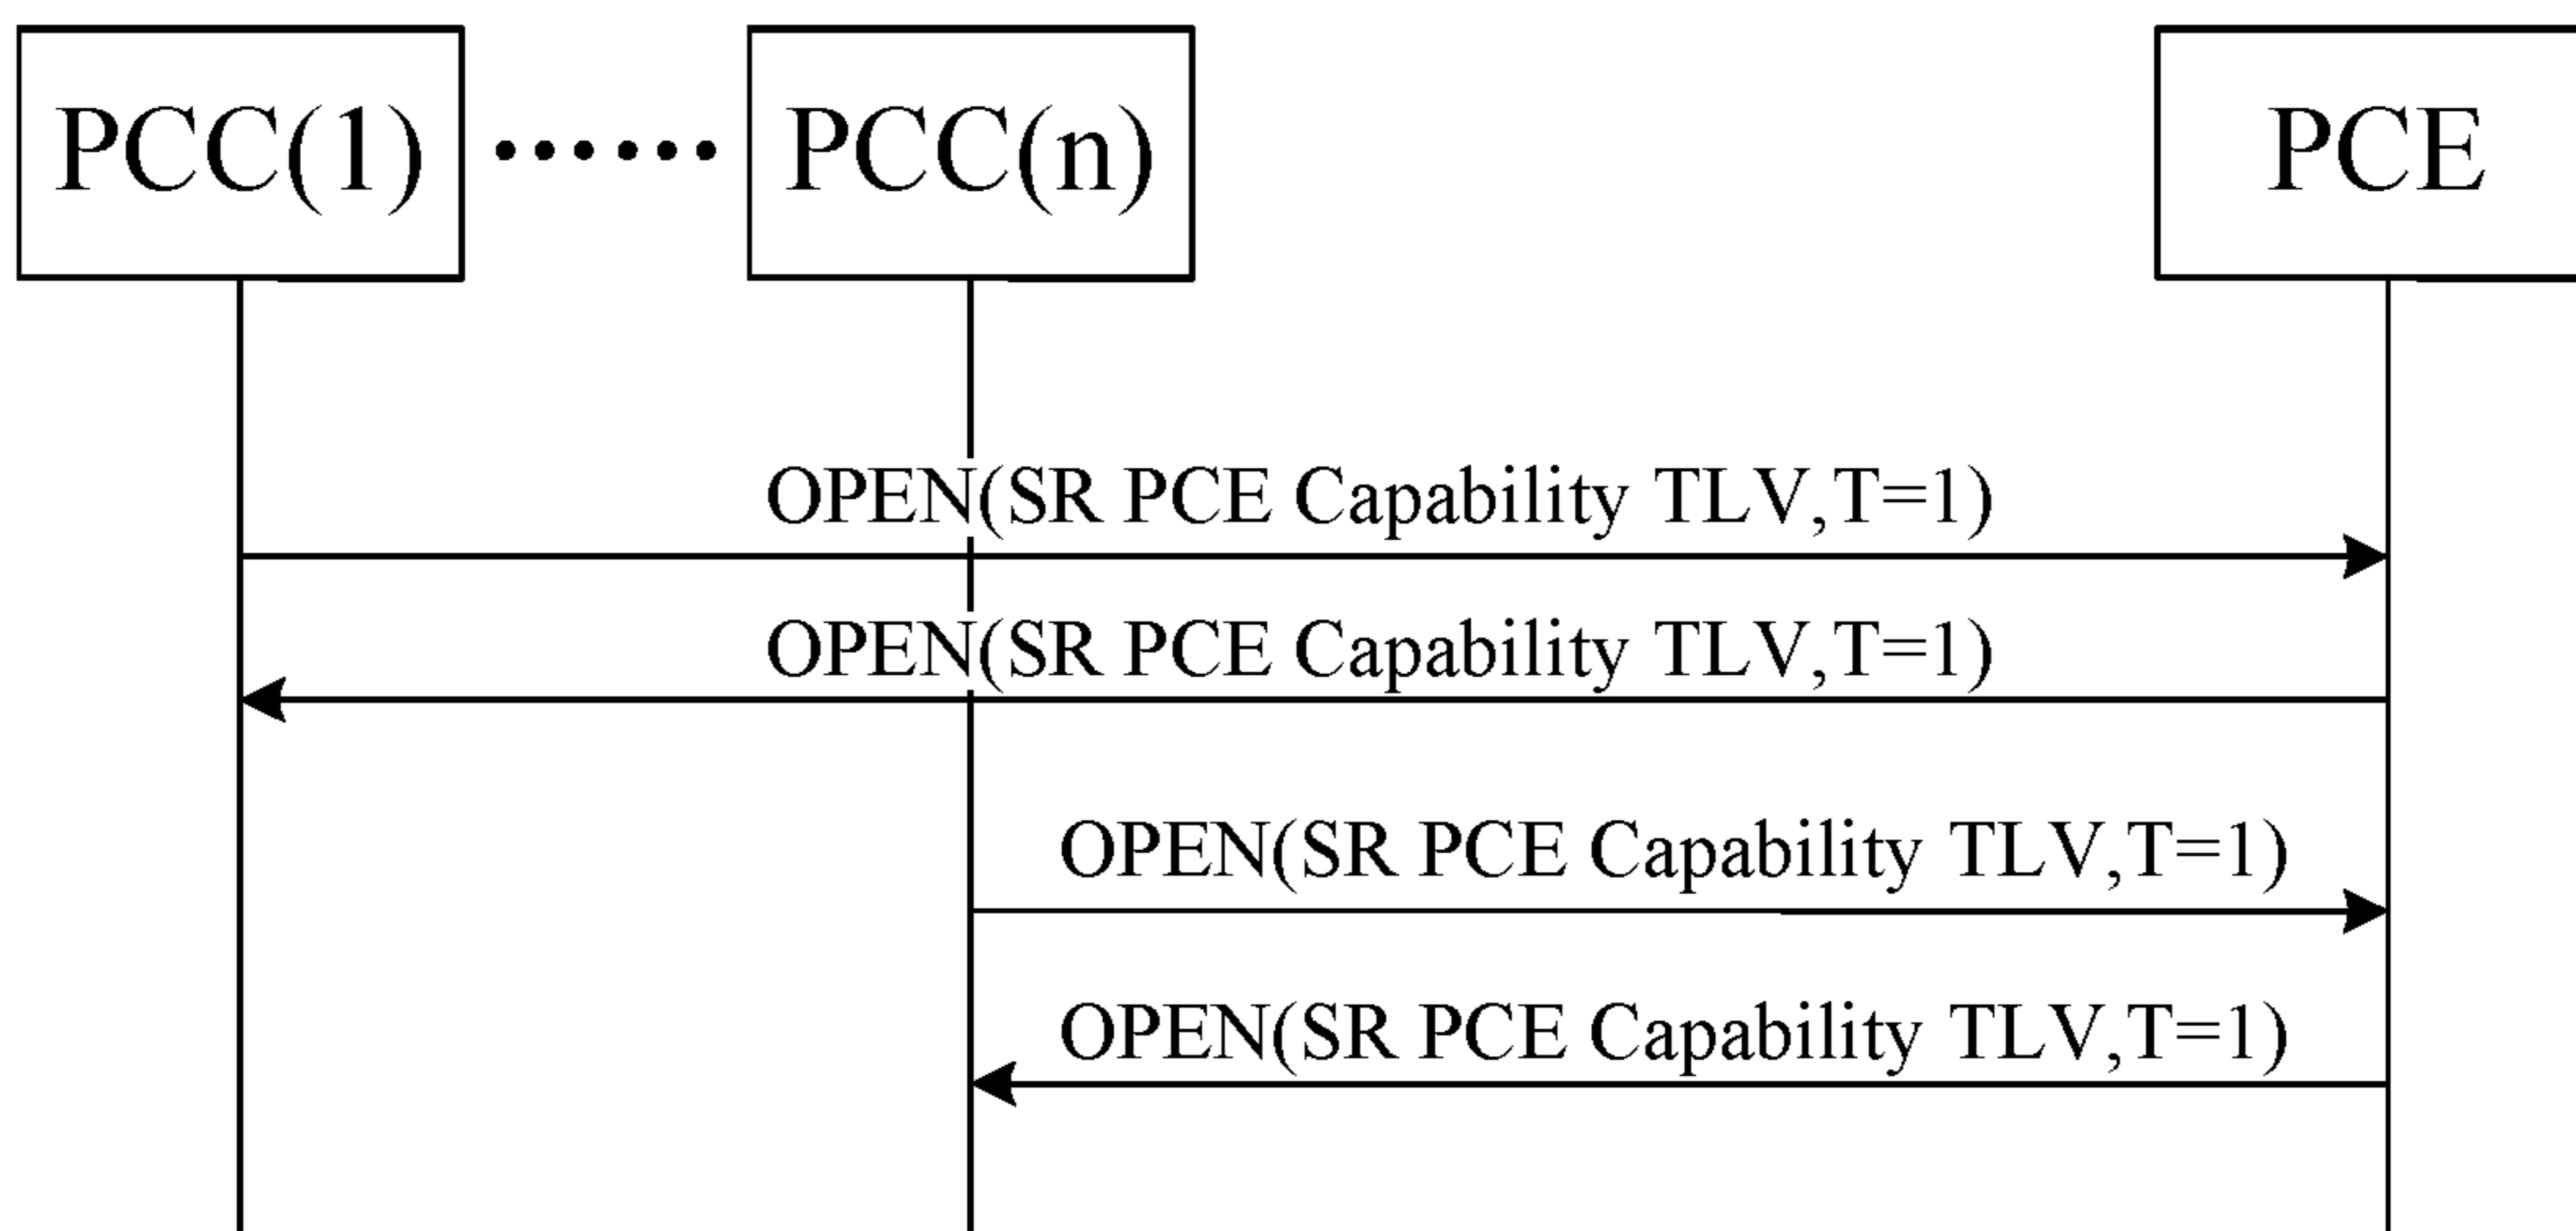 PCC(1) ······ PCC(n) PCE
OPEN(SR PCE Capability TLV,T=1)
OPEN(SR PCE Capability TLV,T=1)
OPEN(SR PCE Capability TLV,T=1)
OPEN(SR PCE Capability TLV,T=1)